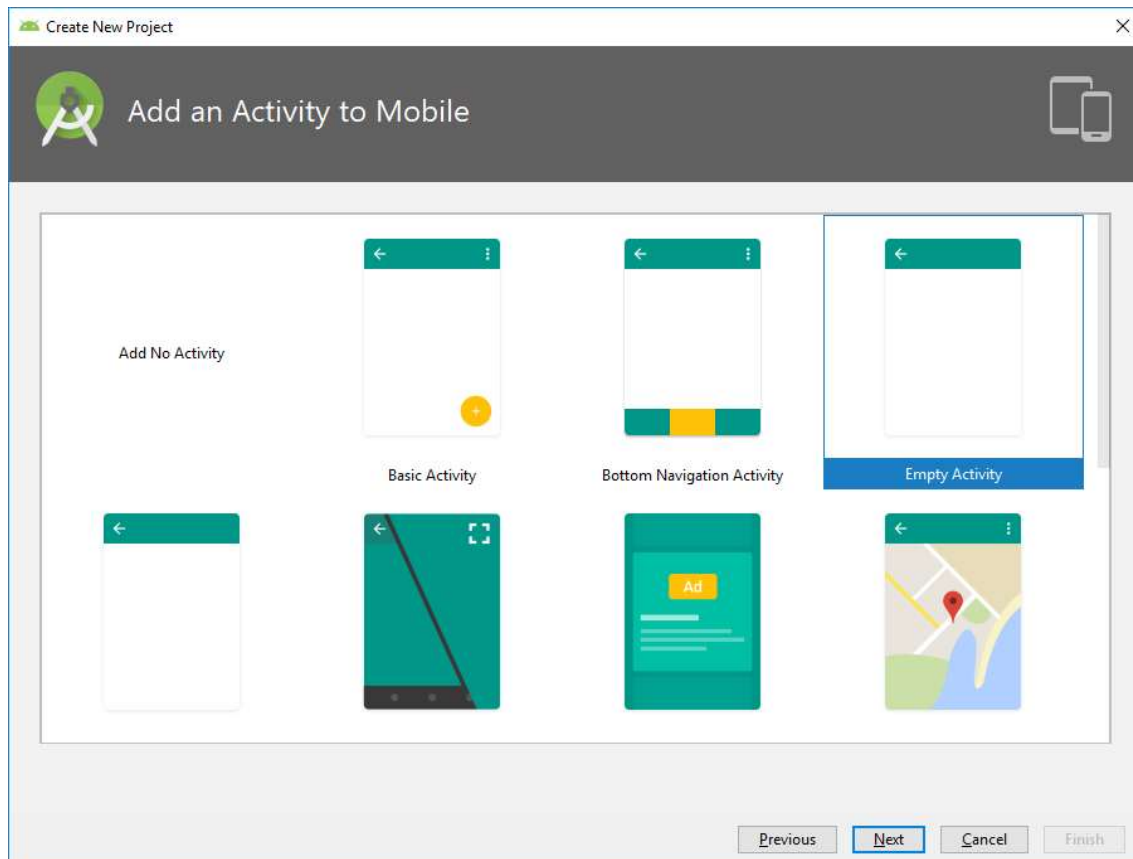 Create New Project
Add an Activity to Mobile
Add No Activity
Basic Activity
Bottom Navigation Activity
Empty Activity
Ad
Previous
Next
Cancel
Finish